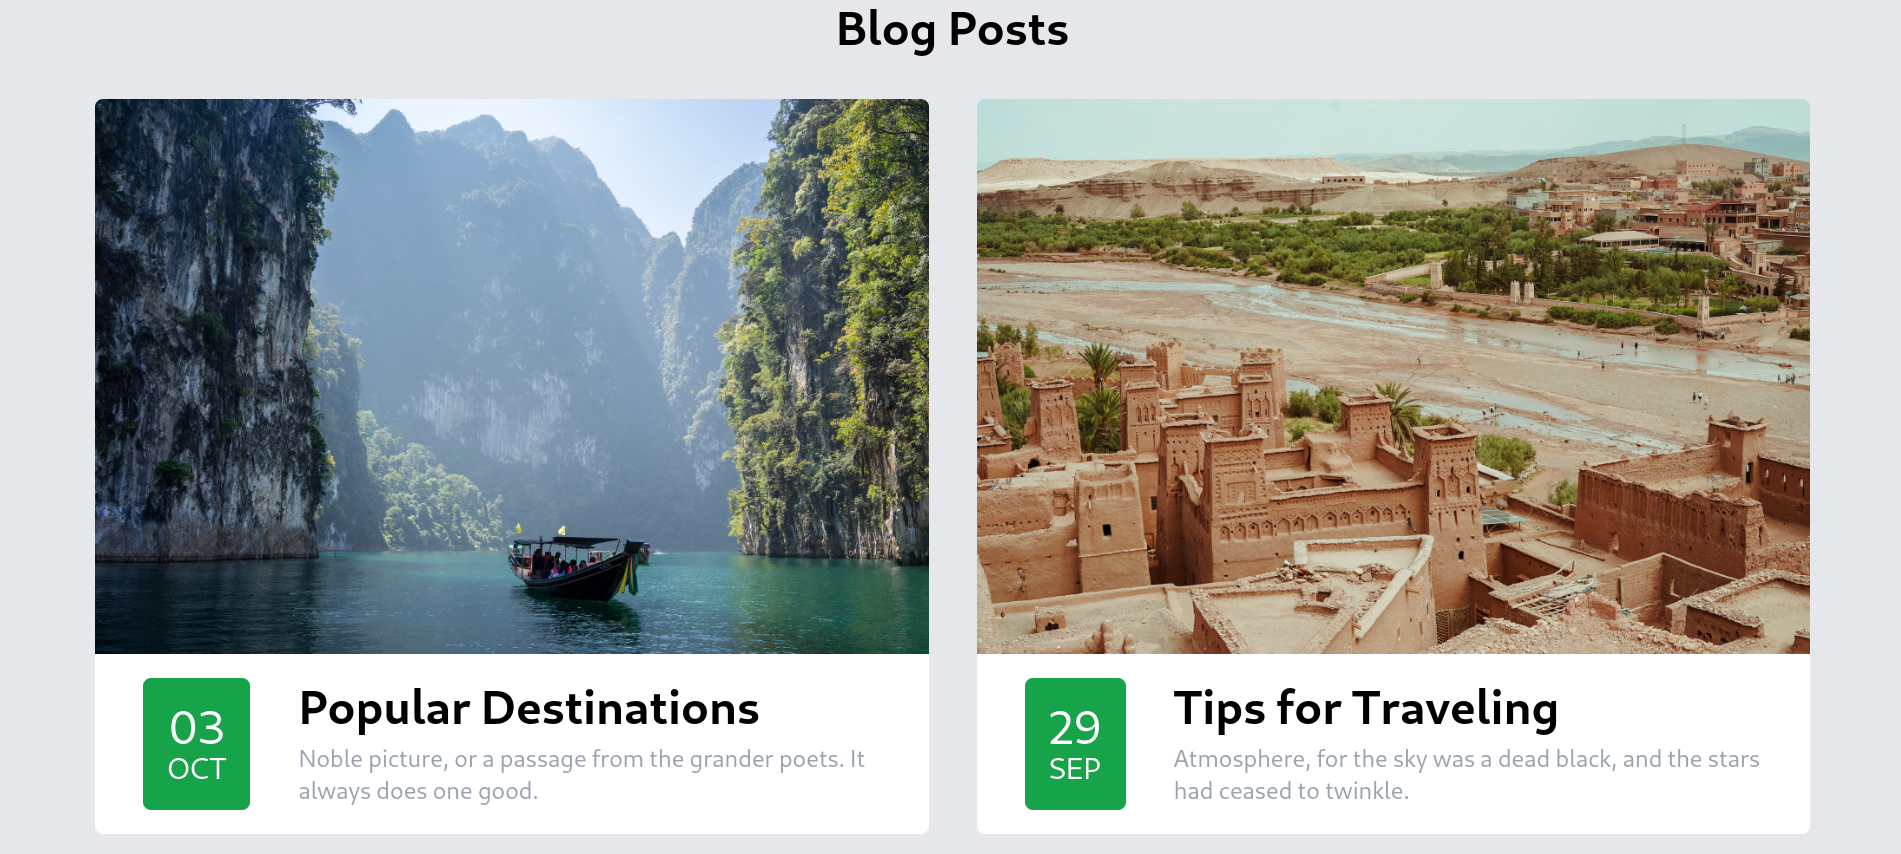 Blog Posts
03
OCT
Popular Destinations
Noble picture, or a passage from the grander poets. It
always does one good.
29
SEP
Tips for Traveling
Atmosphere, for the sky was a dead black, and the stars
had ceased to twinkle.